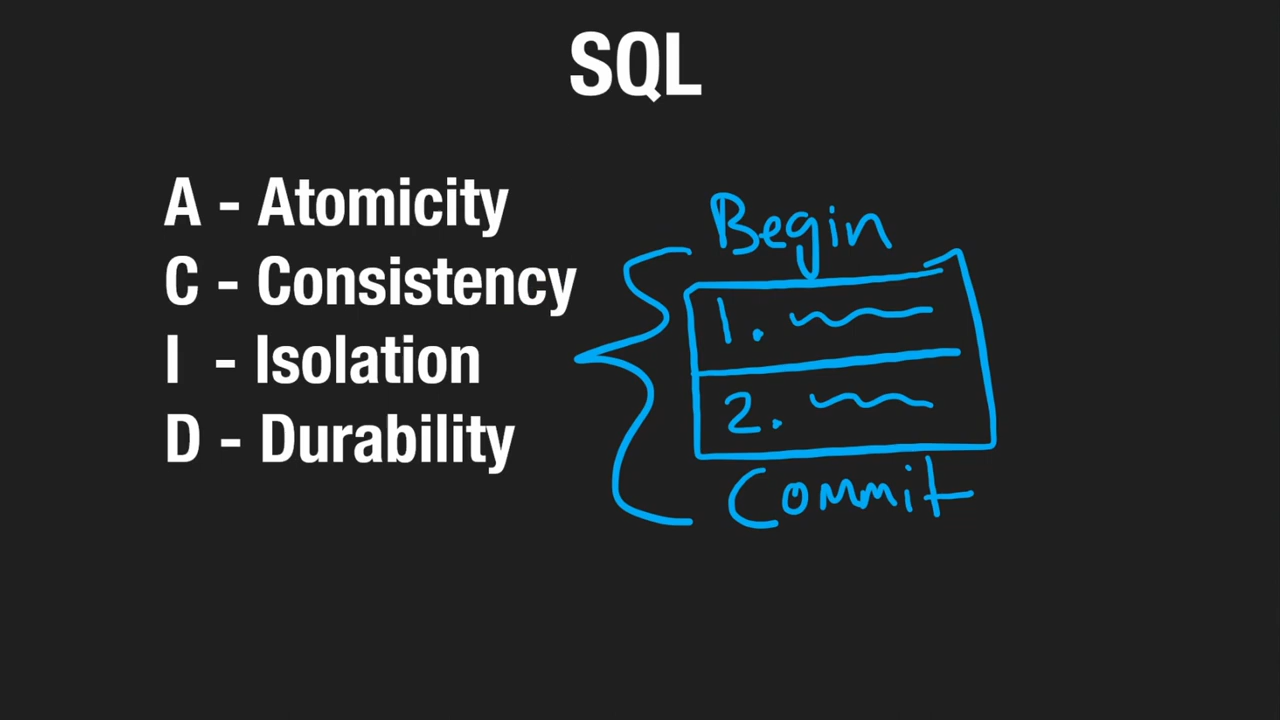 SQL
A - Atomicity
C - Consistency
I - Isolation
D - Durability
Begin
1.
2.
Commit